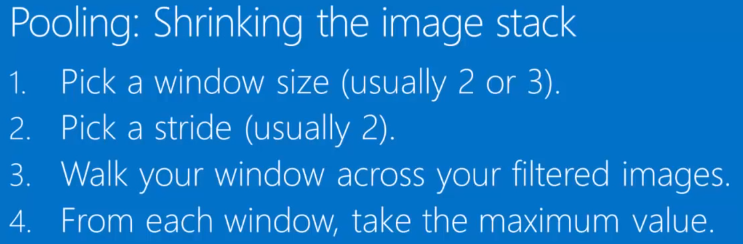 Pooling: Shrinking the image stack
1. Pick a window size (usually 2 or 3).
2. Pick a stride (usually 2).
3. Walk your window across your filtered images.
4. From each window, take the maximum value.